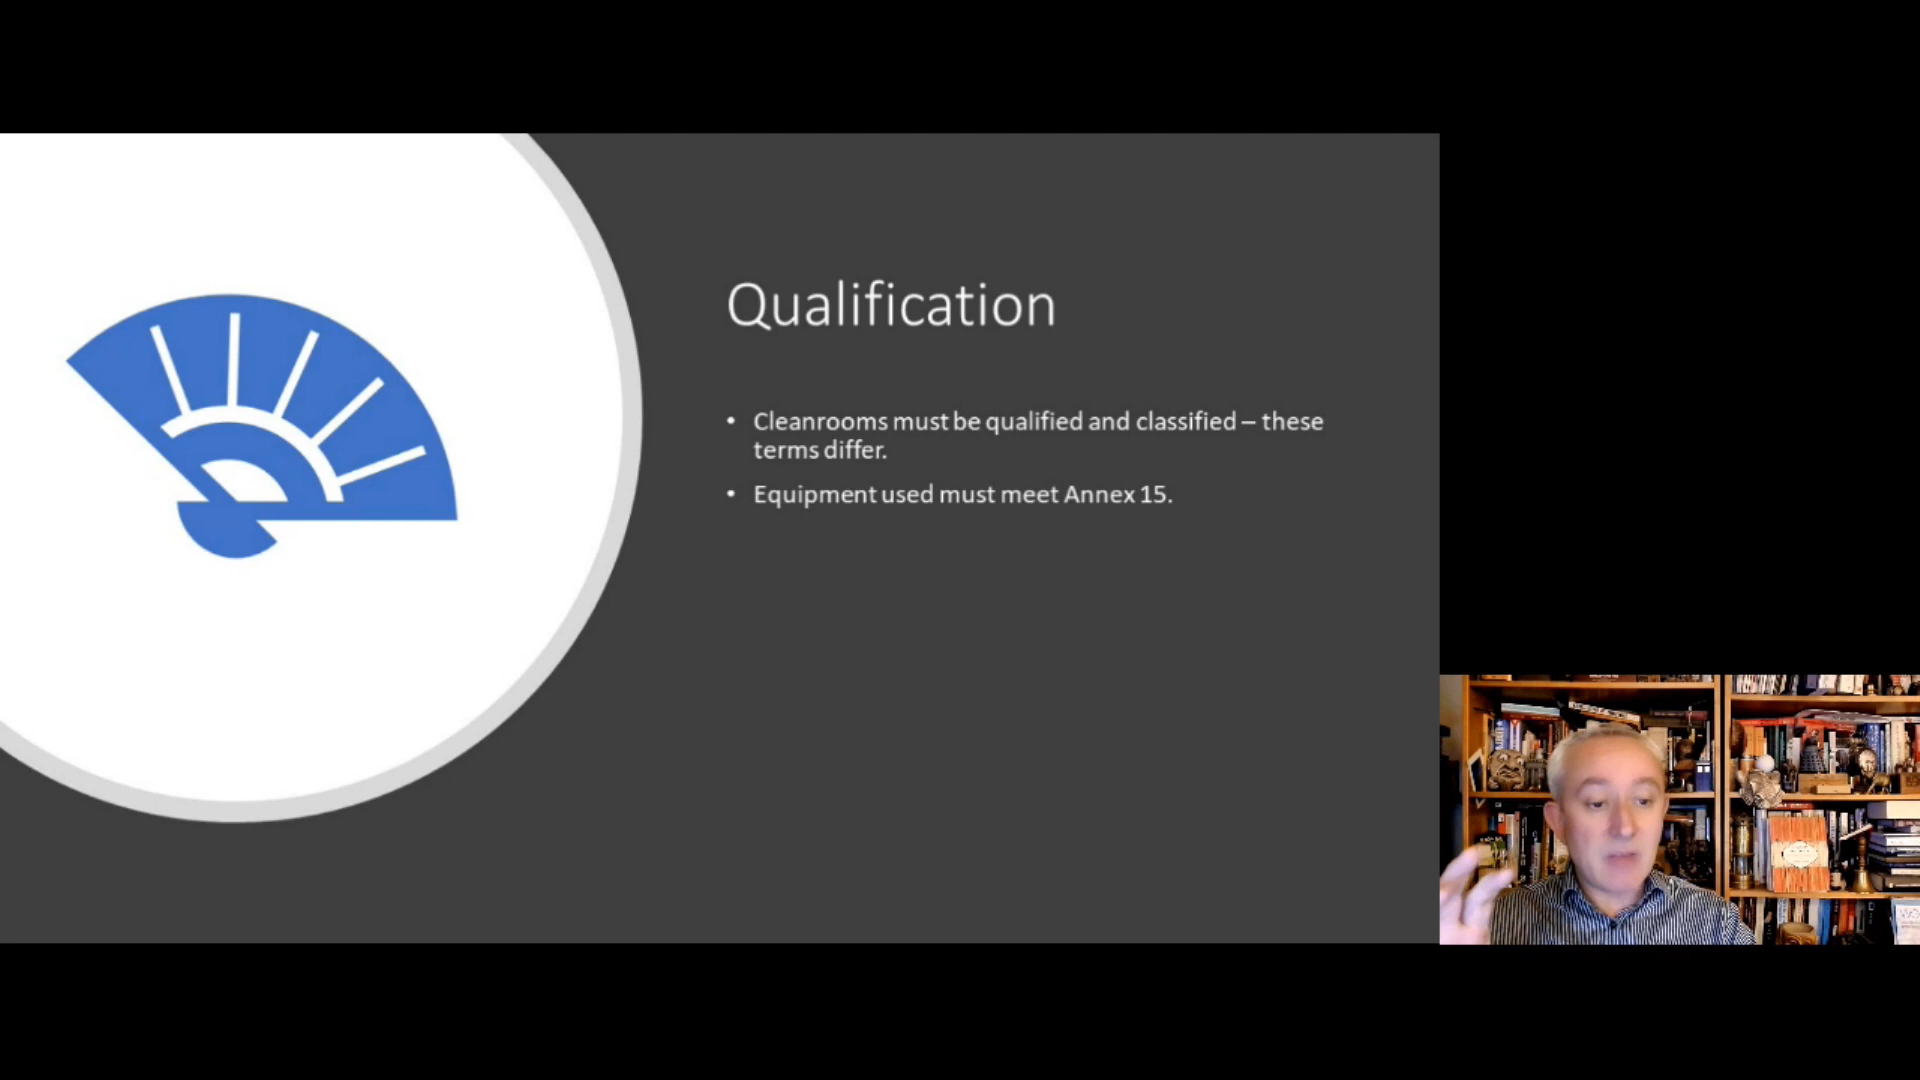 Qualification
• Cleanrooms must be qualified and classified – these
terms differ.
• Equipment used must meet Annex 15.